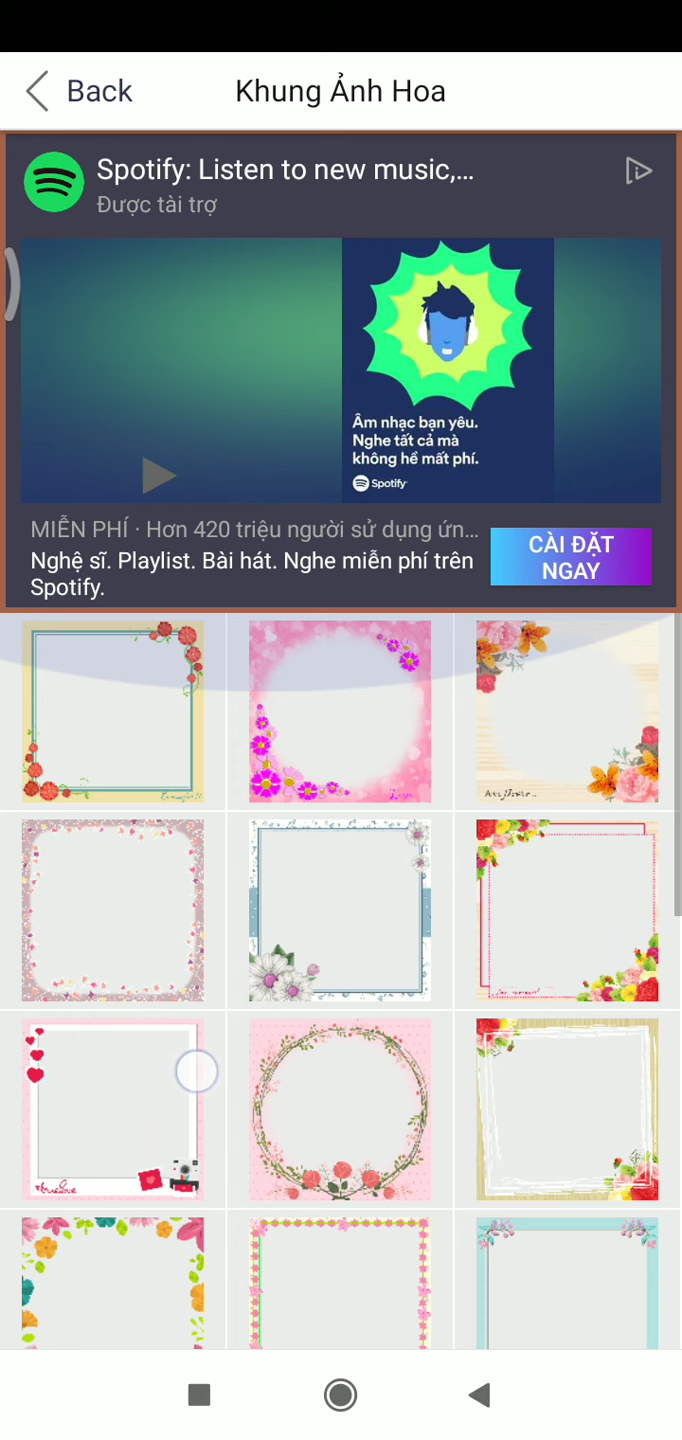 Back
Khung Ảnh Hoa
Spotify: Listen to new music,...
Được tài trợ
Âm nhạc bạn yêu.
Nghe tất cả mà
không hề mất phí.
Spotify
MIỄN PHÍ · Hơn 420 triệu người sử dụng ứn...
Nghệ sĩ. Playlist. Bài hát. Nghe miễn phí trên
Spotify.
CÀI ĐẶT
NGAY